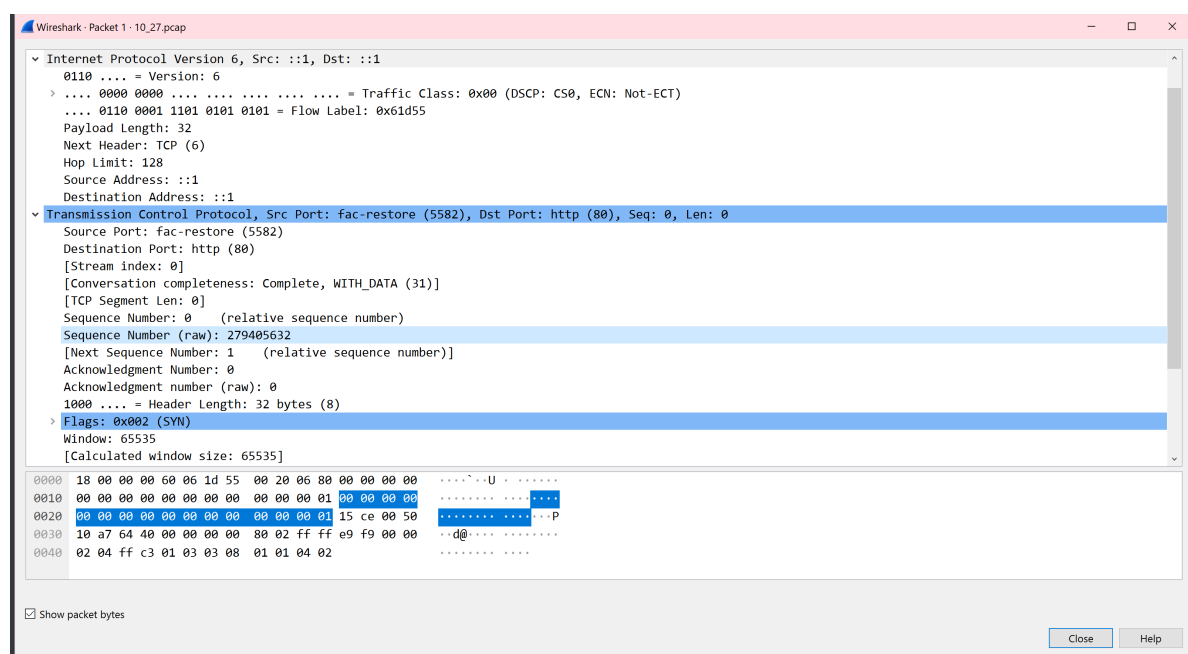 Wireshark · Packet 1 · 10_27.pcap
Internet Protocol Version 6, Src: ::1, Dst: ::1
0110 .... = Version: 6
.... 0000 0000 .... .... .... .... .... = Traffic Class: 0x00 (DSCP: CS0, ECN: Not-ECT)
.... 0110 0001 1101 0101 0101 = Flow Label: 0x61d55
Payload Length: 32
Next Header: TCP (6)
Hop Limit: 128
Source Address: ::1
Destination Address: ::1
Transmission Control Protocol, Src Port: fac-restore (5582), Dst Port: http (80), Seq: 0, Len: 0
Source Port: fac-restore (5582)
Destination Port: http (80)
[Stream index: 0]
[Conversation completeness: Complete, WITH_DATA (31)]
[TCP Segment Len: 0]
Sequence Number: 0    (relative sequence number)
Sequence Number (raw): 279405632
[Next Sequence Number: 1    (relative sequence number)]
Acknowledgment Number: 0
Acknowledgment number (raw): 0
1000 .... = Header Length: 32 bytes (8)
Flags: 0x002 (SYN)
Window: 65535
[Calculated window size: 65535]
0000 18 00 00 00 60 06 1d 55 00 20 06 80 00 00 00 00 ····`··U · ······
0010 00 00 00 00 00 00 00 00 00 00 00 01 00 00 00 00 ········ ········
0020 00 00 00 00 00 00 00 00 00 00 00 01 15 ce 00 50 ········ ·······P
0030 10 a7 64 40 00 00 00 00 80 02 ff ff e9 f9 00 00 ··d@···· ········
0040 02 04 ff c3 01 03 03 08 01 01 04 02 ········ ····
Show packet bytes
Close Help